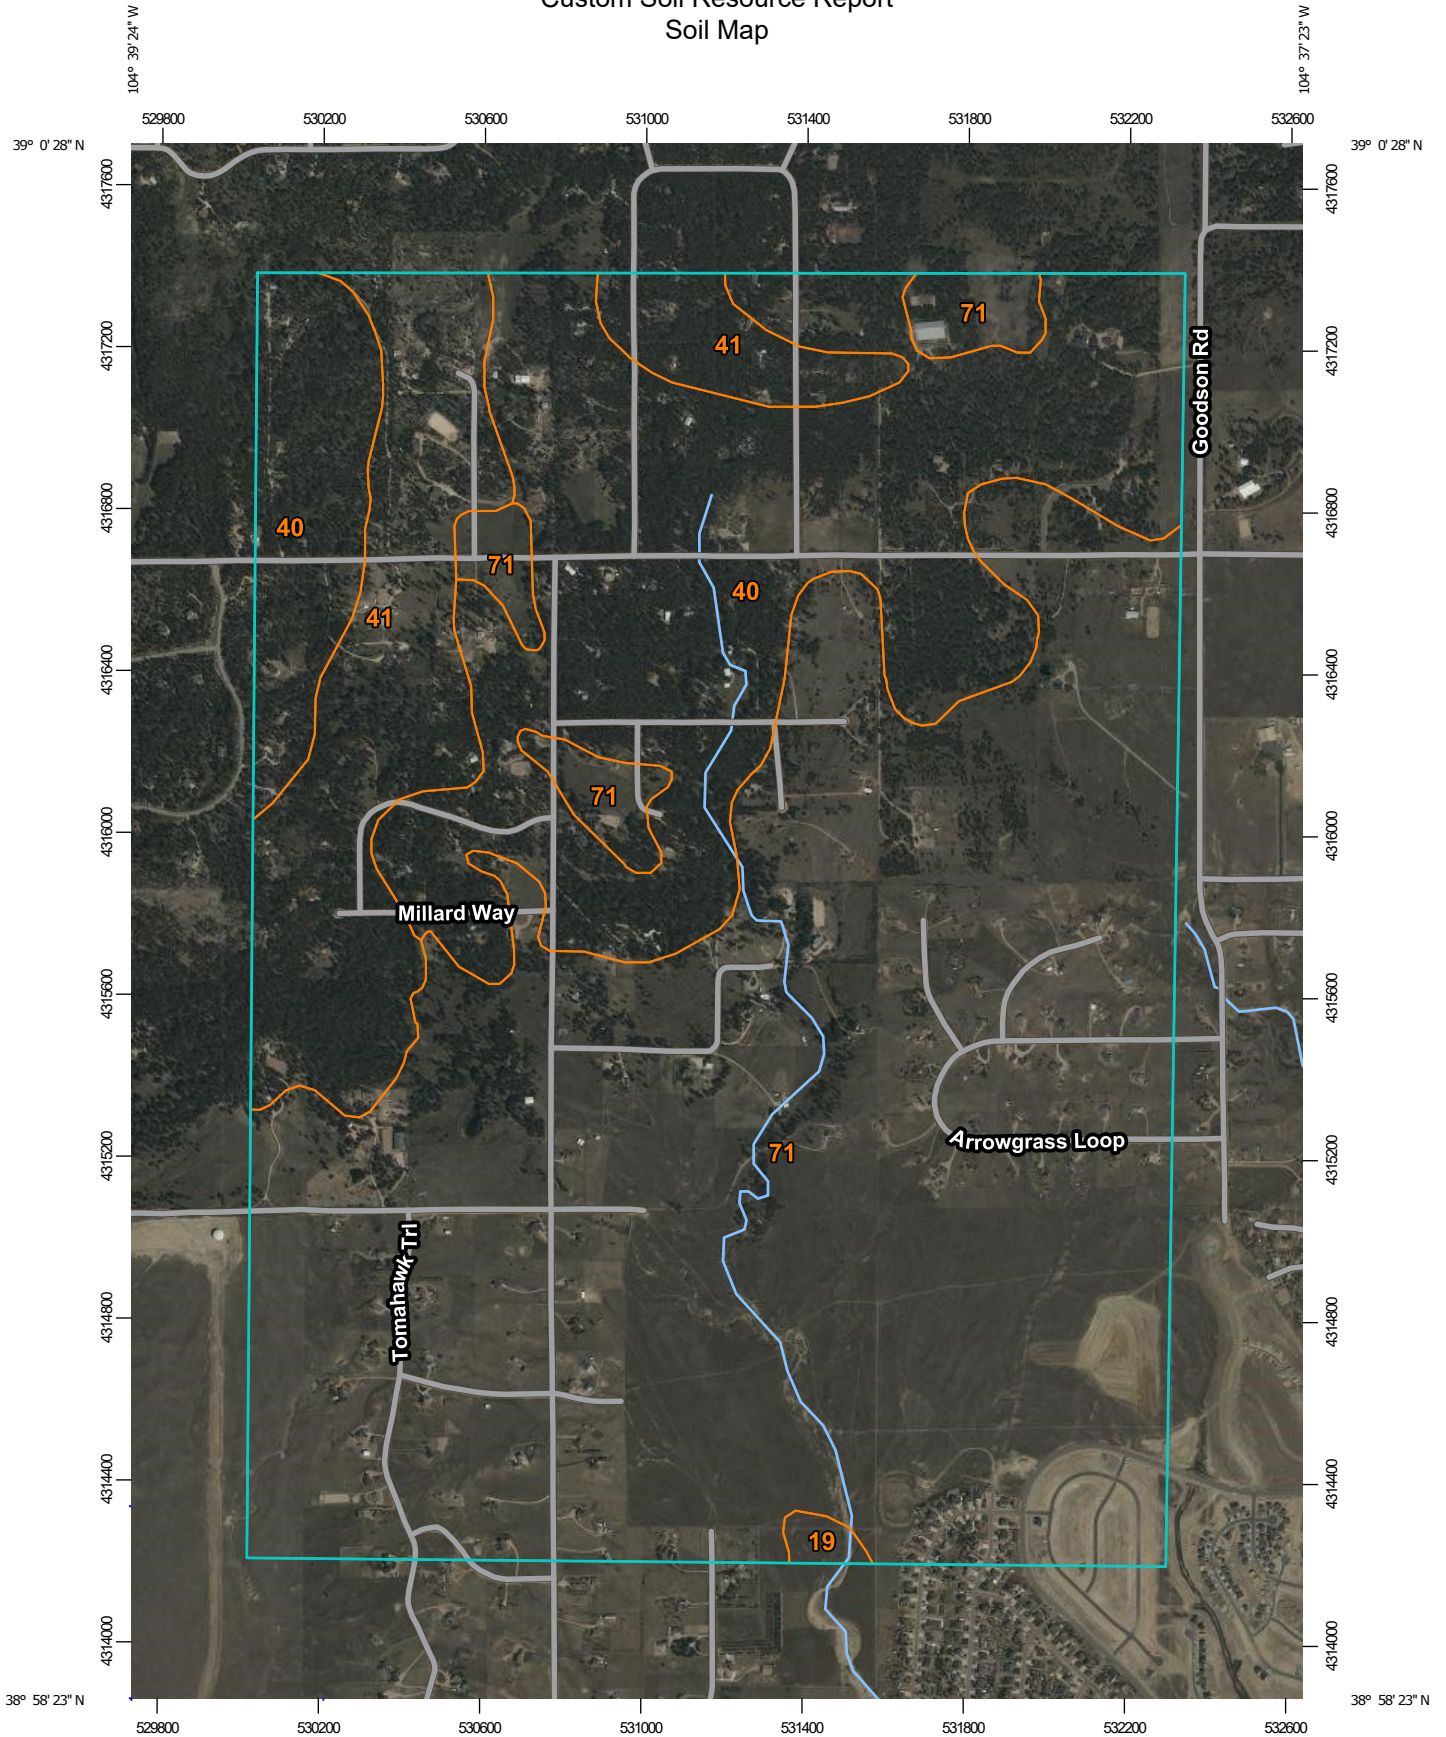 Custom Soil Resource Report
Soil Map
104° 39' 24" W
104° 37' 23" W
529800 530200 530600 531000 531400 531800 532200 532600
39° 0' 28" N
39° 0' 28" N
4317600
4317600
71
41
4317200
4317200
Goodson Rd
4316800
4316800
40
71
40
41
4316400
4316400
71
4316000
4316000
Millard Way
4315600
4315600
Arrowgrass Loop
71
4315200
4315200
Tomahawk Trl
4314800
4314800
4314400
4314400
19
4314000
4314000
38° 58' 23" N
38° 58' 23" N
529800 530200 530600 531000 531400 531800 532200 532600